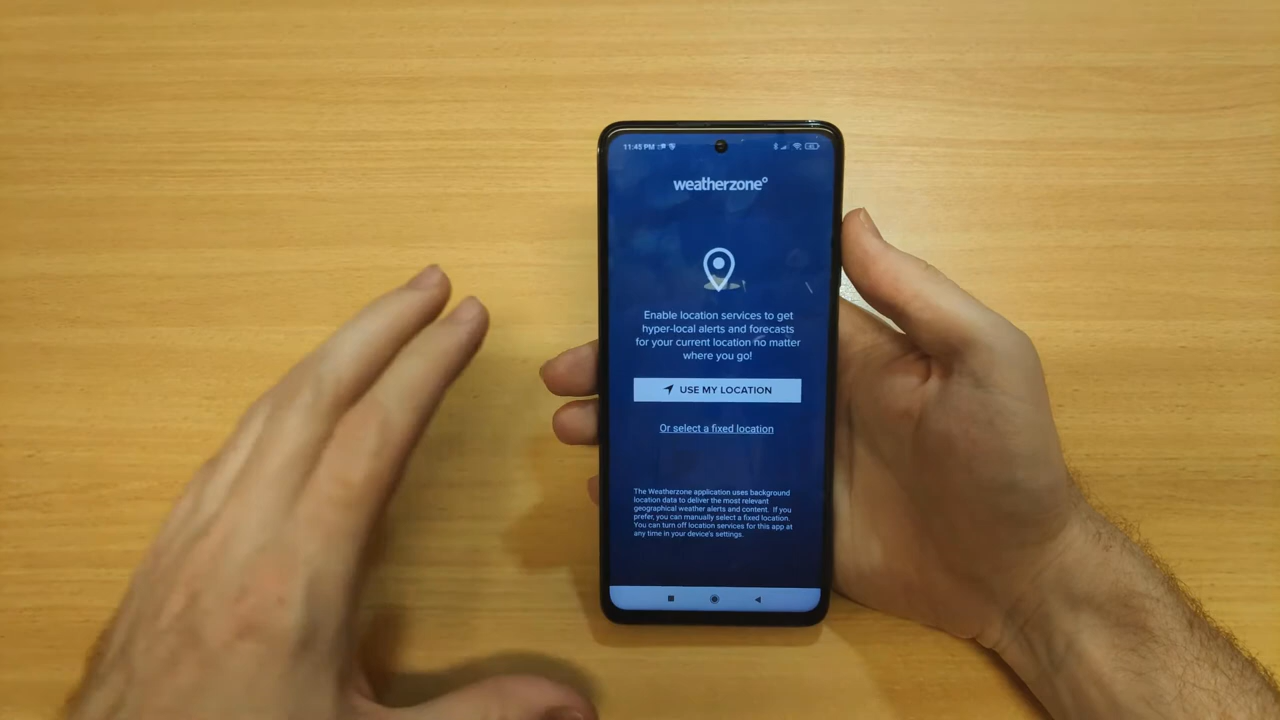 11:45 PM
weatherzone°
Enable location services to get
hyper-local alerts and forecasts
for your current location no matter
where you go!
USE MY LOCATION
Or select a fixed location
The Weatherzone application uses background
location data to deliver the most relevant
geographical weather alerts and content. If you
prefer, you can manually select a fixed location.
You can turn off location services for this app at
any time in your device's settings.